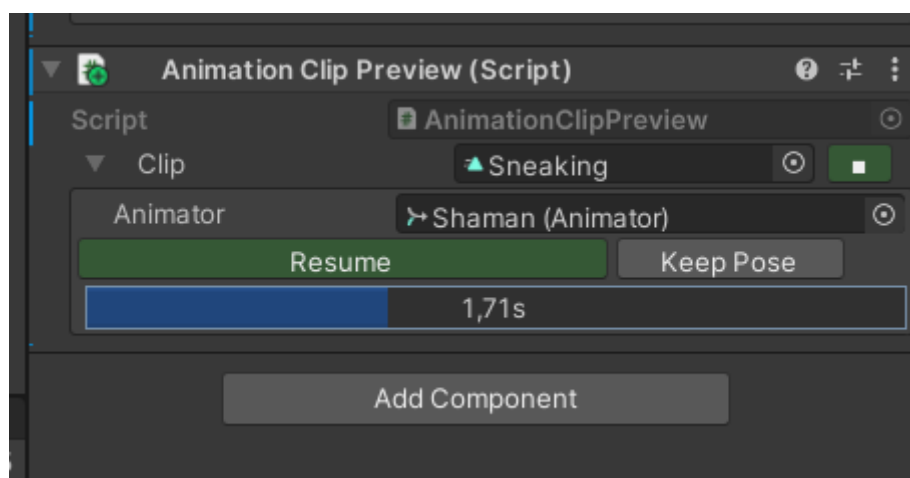 Animation Clip Preview (Script)
Script AnimationClipPreview
Clip Sneaking
Animator Shaman (Animator)
Resume Keep Pose
1,71s
Add Component